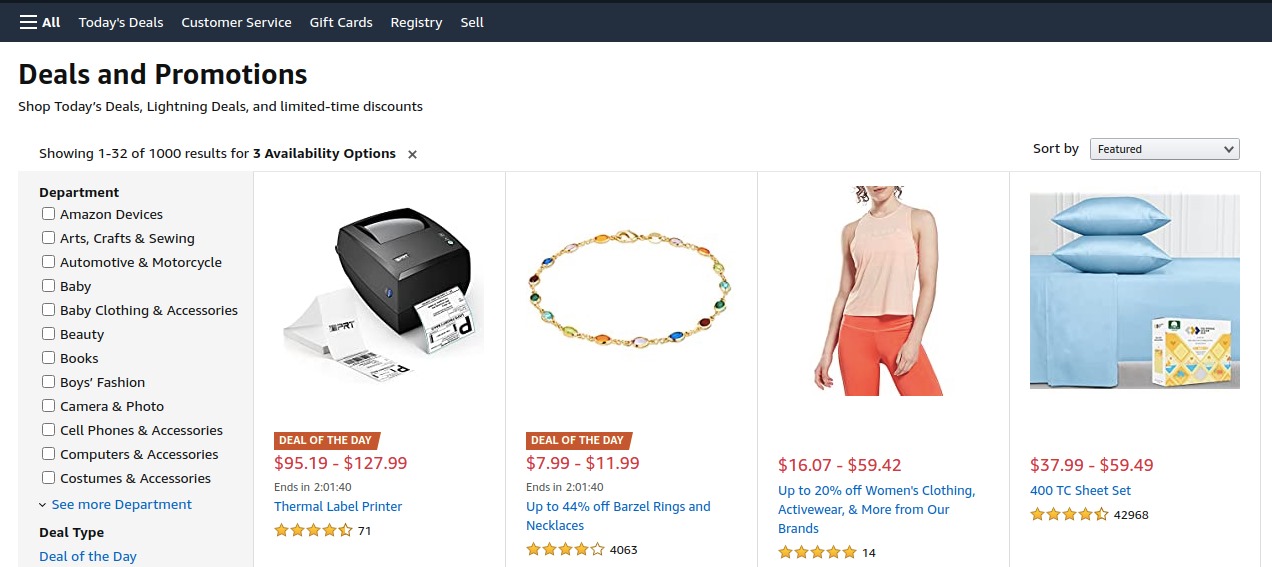 All Today's Deals Customer Service Gift Cards Registry Sell
Deals and Promotions
Shop Today’s Deals, Lightning Deals, and limited-time discounts
Showing 1-32 of 1000 results for 3 Availability Options
Sort by Featured
Department
Amazon Devices
Arts, Crafts & Sewing
Automotive & Motorcycle
Baby
Baby Clothing & Accessories
Beauty
Books
Boys’ Fashion
Camera & Photo
Cell Phones & Accessories
Computers & Accessories
Costumes & Accessories
See more Department
Deal Type
Deal of the Day
DEAL OF THE DAY
$95.19 - $127.99
Ends in 2:01:40
Thermal Label Printer
71
DEAL OF THE DAY
$7.99 - $11.99
Ends in 2:01:40
Up to 44% off Barzel Rings and
Necklaces
4063
$16.07 - $59.42
Up to 20% off Women's Clothing,
Activewear, & More from Our
Brands
14
$37.99 - $59.49
400 TC Sheet Set
42968